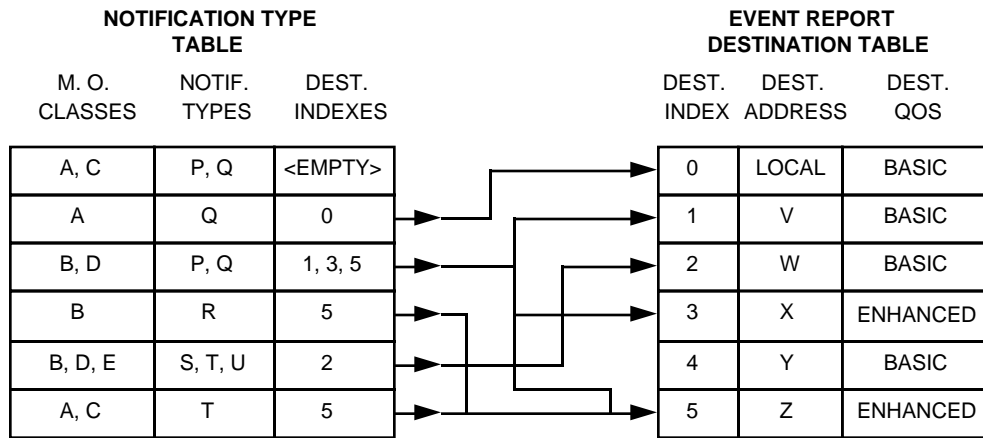 NOTIFICATION TYPE
TABLE
M. O.
CLASSES
NOTIF.
TYPES
DEST.
INDEXES
A, C P, Q <EMPTY>
A Q 0
B, D P, Q 1, 3, 5
B R 5
B, D, E S, T, U 2
A, C T 5
EVENT REPORT
DESTINATION TABLE
DEST.
INDEX
DEST.
ADDRESS
DEST.
QOS
0 LOCAL BASIC
1 V BASIC
2 W BASIC
3 X ENHANCED
4 Y BASIC
5 Z ENHANCED